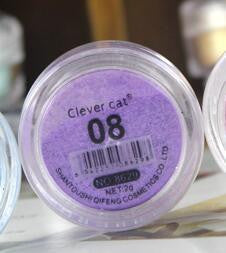 Clever cat®
08
NO.8629
NET:2g
SHANTOUSHI QIFENG COSMETICS CO.,LTD